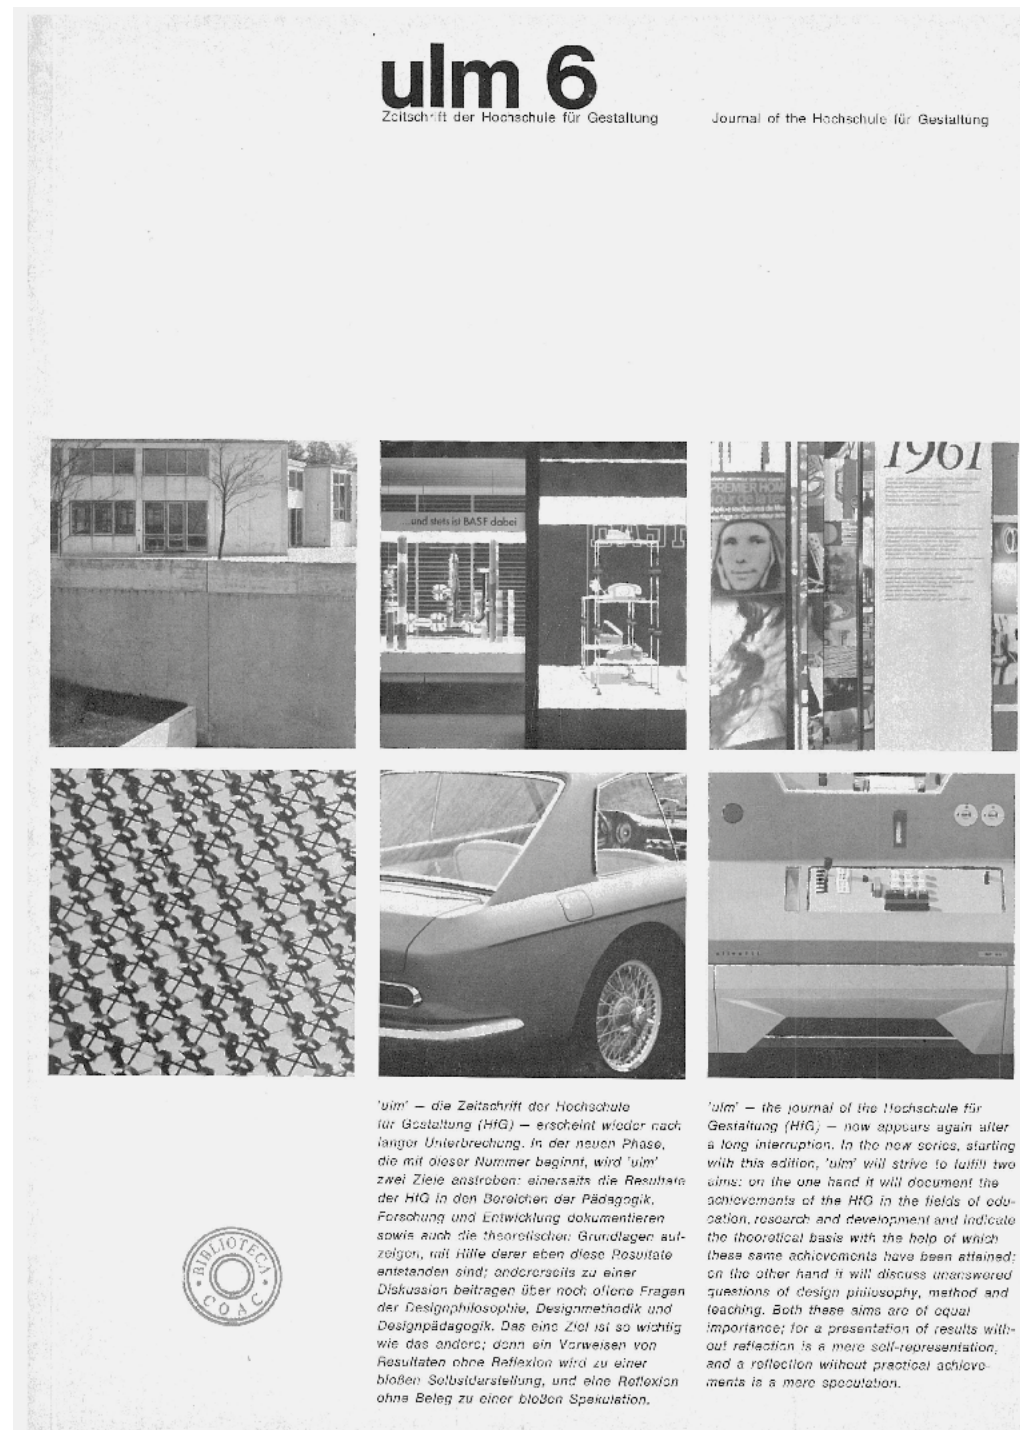 ulm 6
Zeitschrift der Hochschule für Gestaltung
Journal of the Hochschule für Gestaltung
...und stets ist BASF dabei
PREMIER HOM
1961
olivetti
'ulm' — die Zeitschrift der Hochschule
für Gestaltung (HfG) — erscheint wieder nach
langer Unterbrechung. In der neuen Phase,
die mit dieser Nummer beginnt, wird 'ulm'
zwei Ziele anstreben: einerseits die Resultate
der HfG in den Bereichen der Pädagogik,
Forschung und Entwicklung dokumentieren
sowie auch die theoretischen Grundlagen auf-
zeigen, mit Hilfe derer eben diese Resultate
entstanden sind; andererseits zu einer
Diskussion beitragen über noch offene Fragen
der Designphilosophie, Designmethodik und
Designpädagogik. Das eine Ziel ist so wichtig
wie das andere; denn ein Vorweisen von
Resultaten ohne Reflexion wird zu einer
bloßen Selbstdarstellung, und eine Reflexion
ohne Beleg zu einer bloßen Spekulation.
'ulm' — the journal of the Hochschule für
Gestaltung (HfG) — now appears again after
a long interruption. In the new series, starting
with this edition, 'ulm' will strive to fulfill two
aims: on the one hand it will document the
achievements of the HfG in the fields of edu-
cation, research and development and indicate
the theoretical basis with the help of which
these same achievements have been attained;
on the other hand it will discuss unanswered
questions of design philosophy, method and
teaching. Both these aims are of equal
importance; for a presentation of results with-
out reflection is a mere self-representation,
and a reflection without practical achieve-
ments is a mere speculation.
BIBLIOTECA
COAC